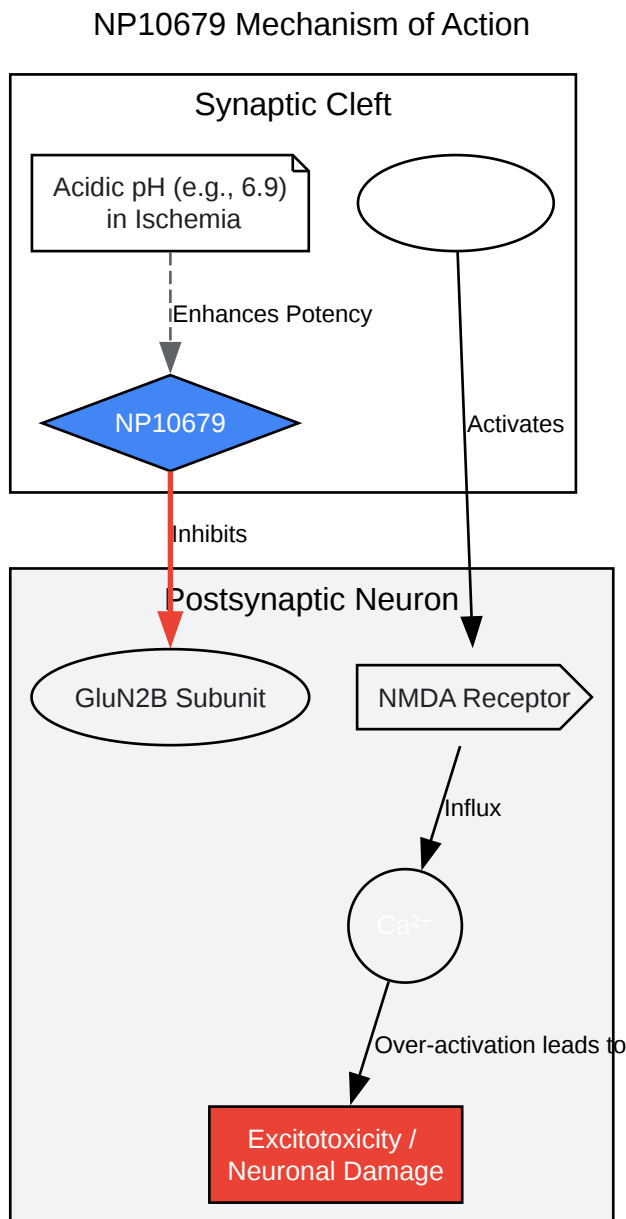 NP10679 Mechanism of Action
Synaptic Cleft
Acidic pH (e.g., 6.9)
in Ischemia
Enhances Potency
NP10679
Activates
Inhibits
Postsynaptic Neuron
GluN2B Subunit
NMDA Receptor
Influx
Ca²⁺
Over-activation leads to
Excitotoxicity /
Neuronal Damage